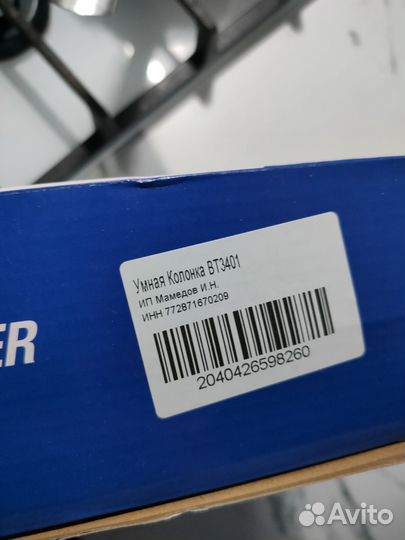 Умная Колонка BT3401
ИП Мамедов И.Н.
ИНН 772871670209
ER
2040426598260
Avito